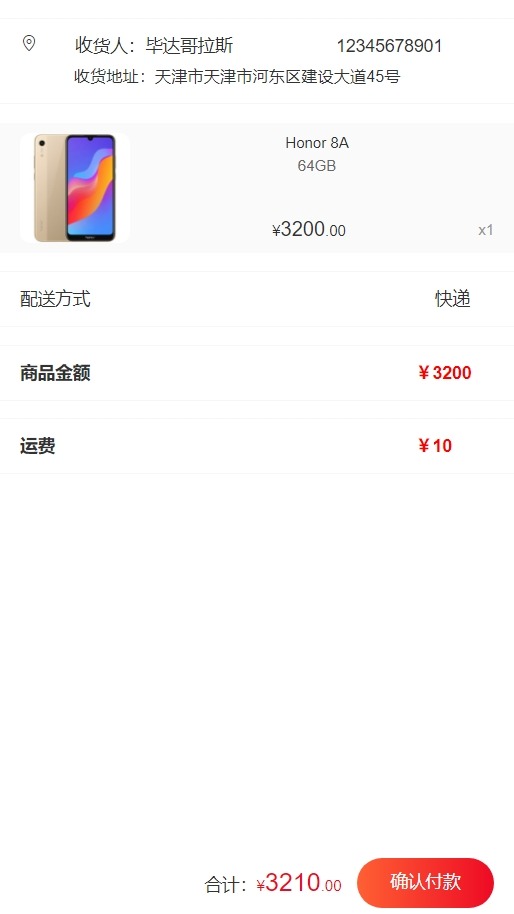 收货人：毕达哥拉斯 12345678901
收货地址：天津市天津市河东区建设大道45号
Honor 8A
64GB
¥3200.00 x1
配送方式 快递
商品金额 ￥3200
运费 ￥10
合计：¥3210.00 确认付款